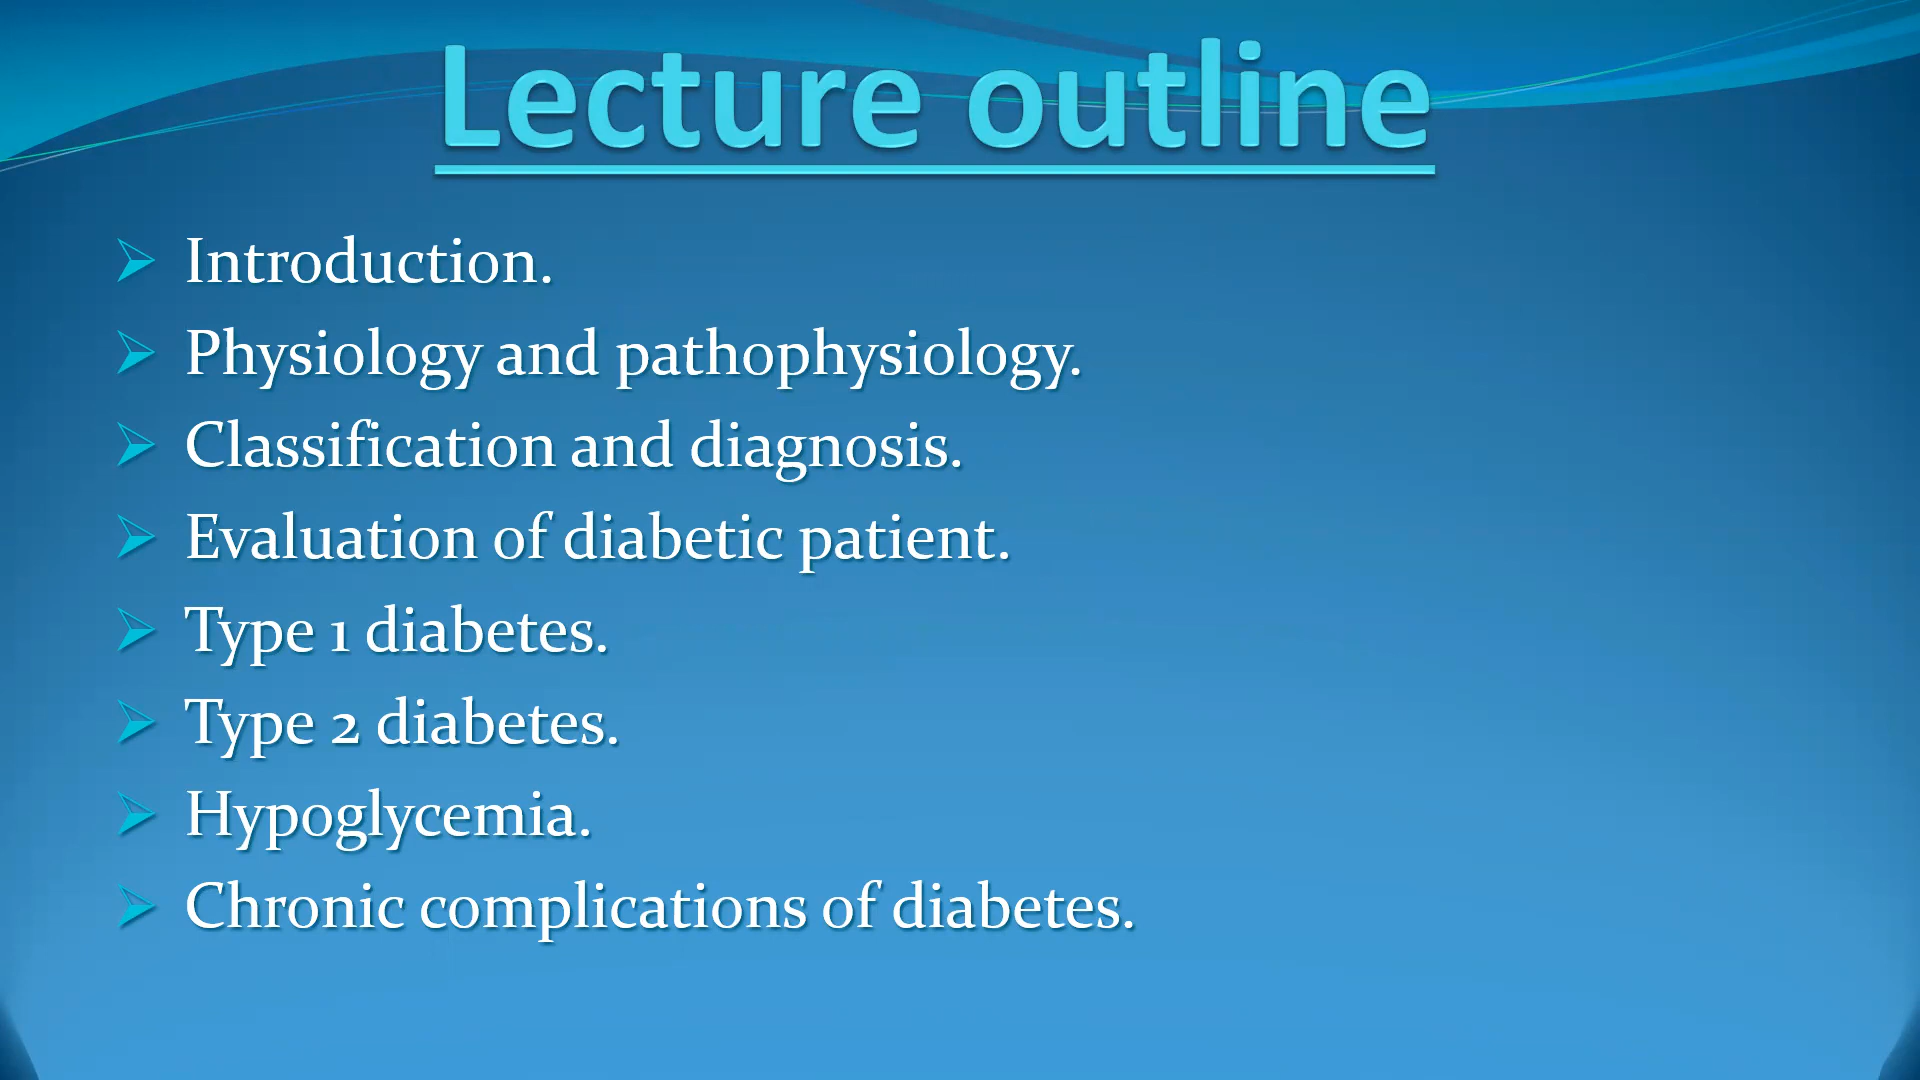 Lecture outline
➢ Introduction.
➢ Physiology and pathophysiology.
➢ Classification and diagnosis.
➢ Evaluation of diabetic patient.
➢ Type 1 diabetes.
➢ Type 2 diabetes.
➢ Hypoglycemia.
➢ Chronic complications of diabetes.